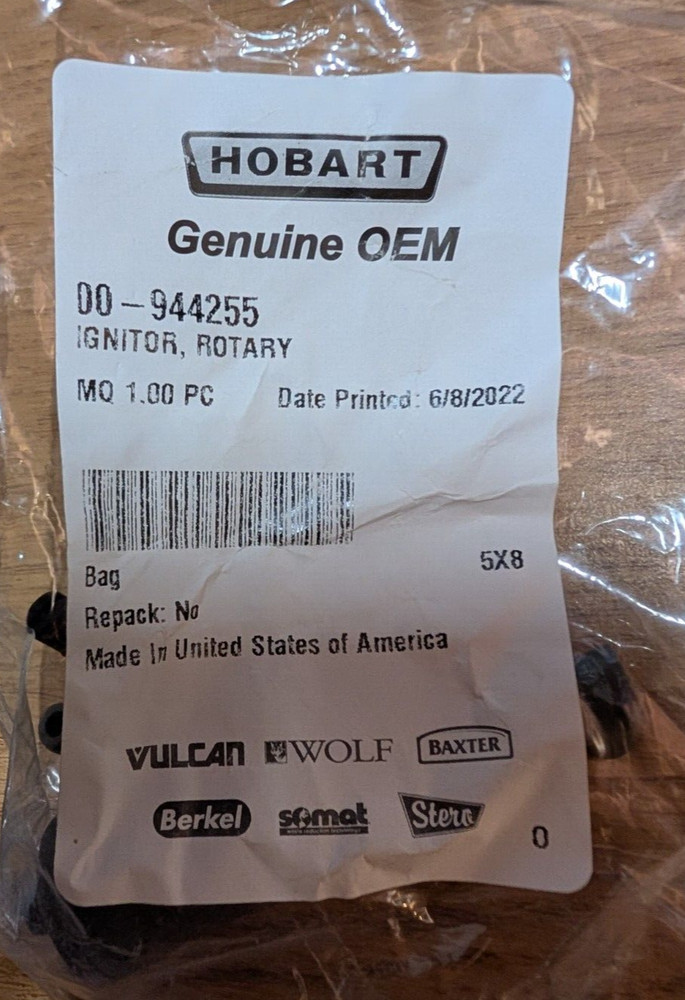 HOBART
Genuine OEM
00-944255
IGNITOR, ROTARY
MQ 1.00 PC Date Printed: 6/8/2022
Bag 5X8
Repack: No
Made In United States of America
VULCAN WOLF BAXTER
Berkel somat Stero
0